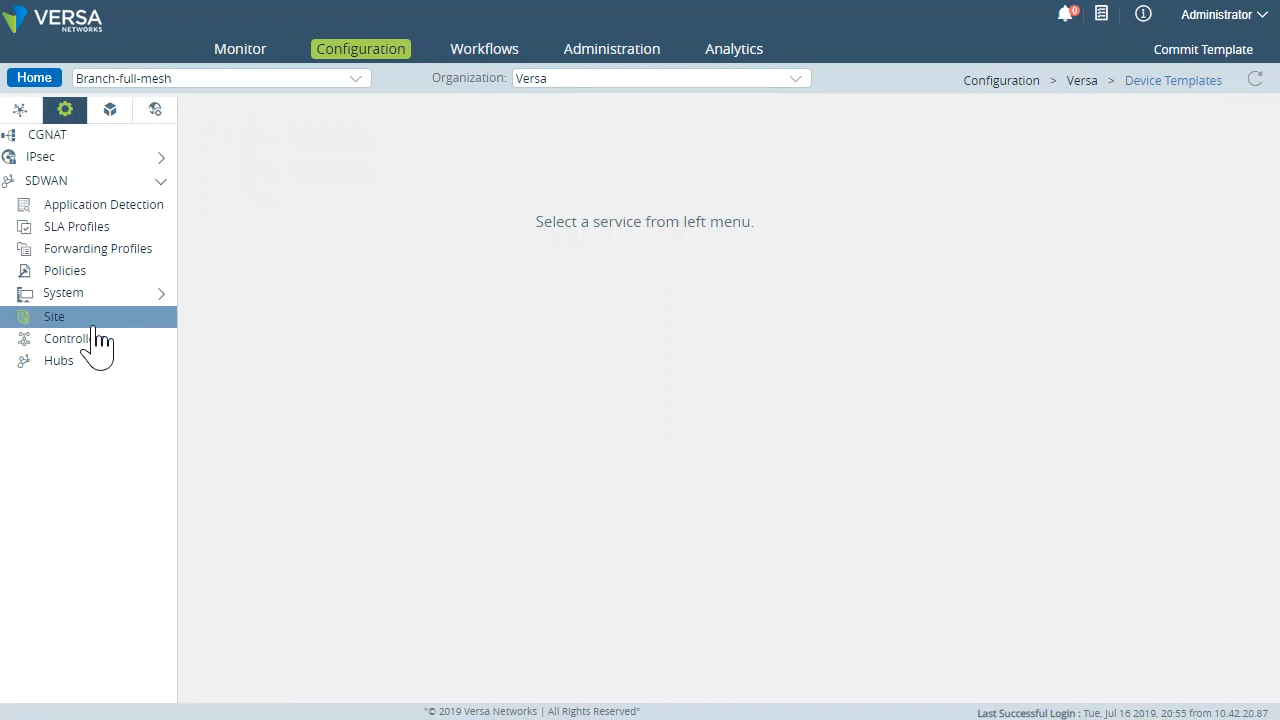 VERSA
NETWORKS
0
Administrator
Monitor
Configuration
Workflows
Administration
Analytics
Commit Template
Home
Branch-full-mesh
Organization:
Versa
Configuration > Versa > Device Templates
CGNAT
IPsec
SDWAN
Application Detection
SLA Profiles
Forwarding Profiles
Policies
System
Site
Hubs
Select a service from left menu.
"© 2019 Versa Networks | All Rights Reserved"
Last Successful Login : Tue, Jul 16 2019, 20:55 from 10.42.20.87